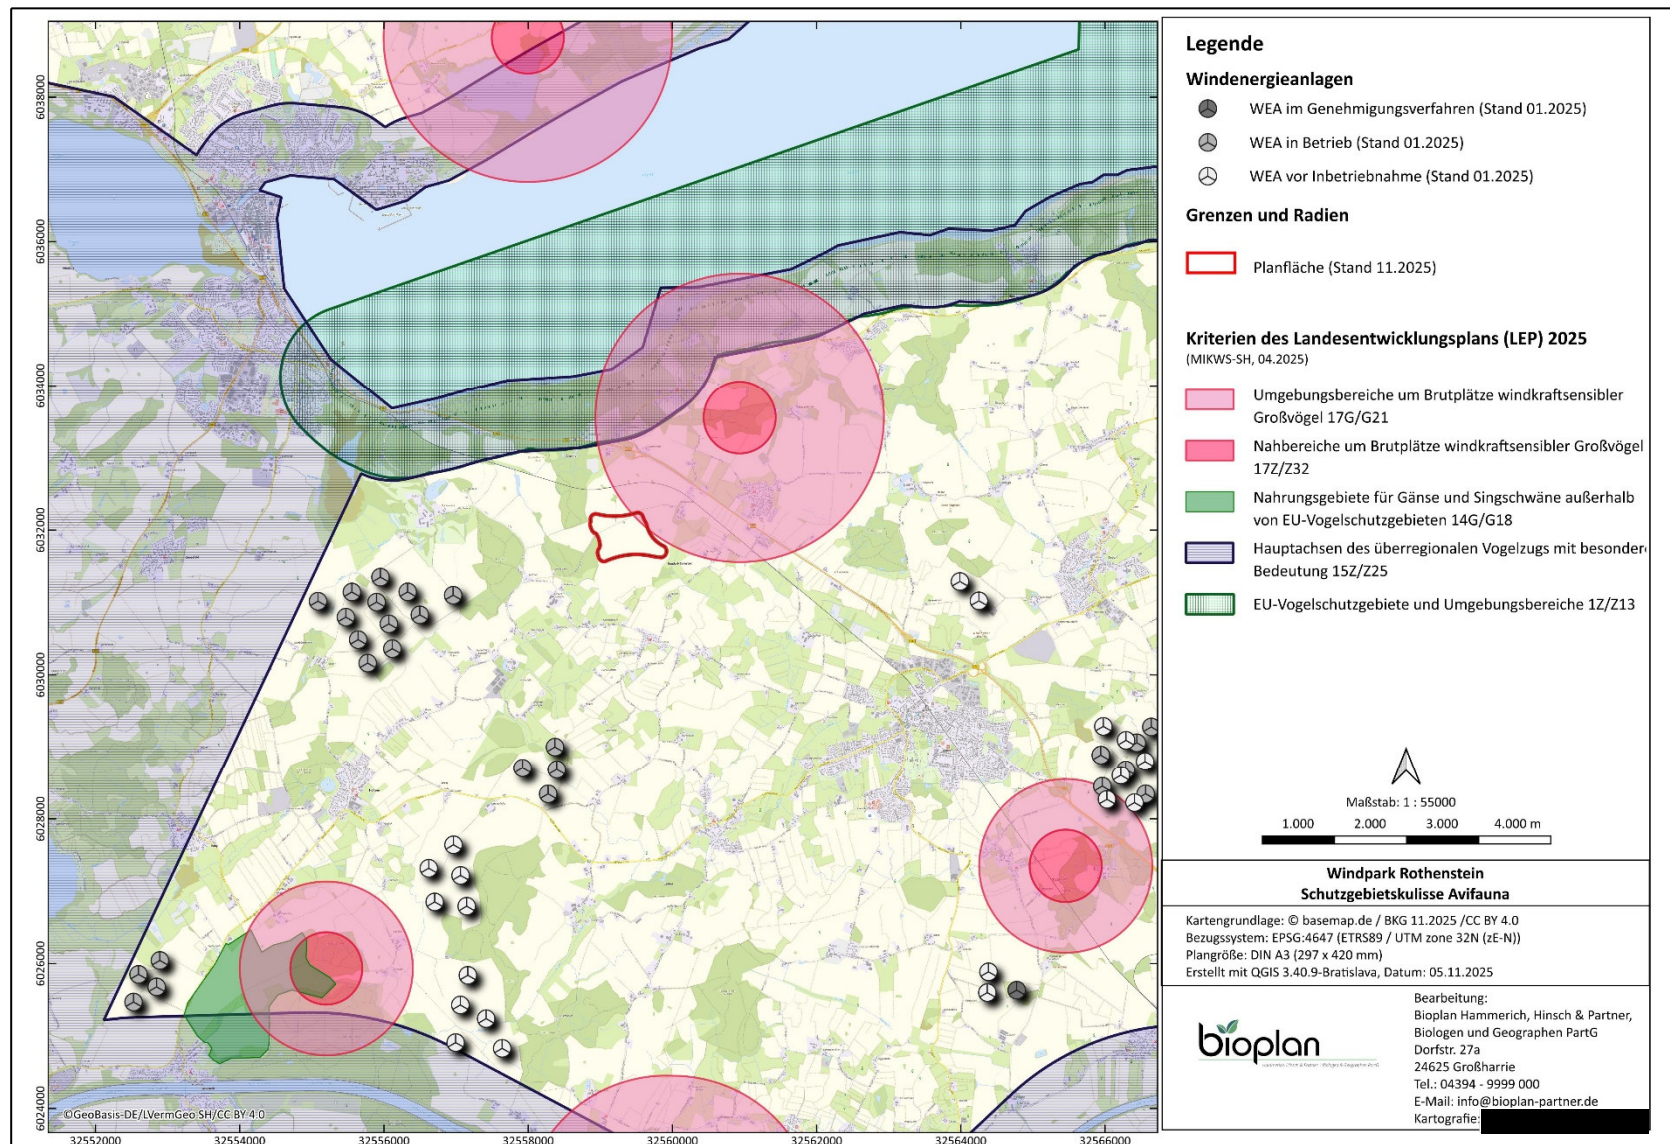 Legende
Windenergieanlagen
WEA im Genehmigungsverfahren (Stand 01.2025)
WEA in Betrieb (Stand 01.2025)
WEA vor Inbetriebnahme (Stand 01.2025)
Grenzen und Radien
Planfläche (Stand 11.2025)
Kriterien des Landesentwicklungsplans (LEP) 2025
(MIKWS-SH, 04.2025)
Umgebungsbereiche um Brutplätze windkraftsensibler
Großvögel 17G/G21
Nahbereiche um Brutplätze windkraftsensibler Großvögel
17Z/Z32
Nahrungsgebiete für Gänse und Singschwäne außerhalb
von EU-Vogelschutzgebieten 14G/G18
Hauptachsen des überregionalen Vogelzugs mit besonder
Bedeutung 15Z/Z25
EU-Vogelschutzgebiete und Umgebungsbereiche 1Z/Z13
Maßstab: 1 : 55000
1.000 2.000 3.000 4.000 m
Windpark Rothenstein
Schutzgebietskulisse Avifauna
Kartengrundlage: © basemap.de / BKG 11.2025 /CC BY 4.0
Bezugssystem: EPSG:4647 (ETRS89 / UTM zone 32N (zE-N))
Plangröße: DIN A3 (297 x 420 mm)
Erstellt mit QGIS 3.40.9-Bratislava, Datum: 05.11.2025
bioplan
Bearbeitung:
Bioplan Hammerich, Hinsch & Partner,
Biologen und Geographen PartG
Dorfstr. 27a
24625 Großharrie
Tel.: 04394 - 9999 000
E-Mail: info@bioplan-partner.de
Kartografie:
6038000
6036000
6034000
6032000
6030000
6028000
6026000
6024000
©GeoBasis-DE/LVermGeo SH/CC BY 4.0
32552000 32554000 32556000 32558000 32560000 32562000 32564000 32566000